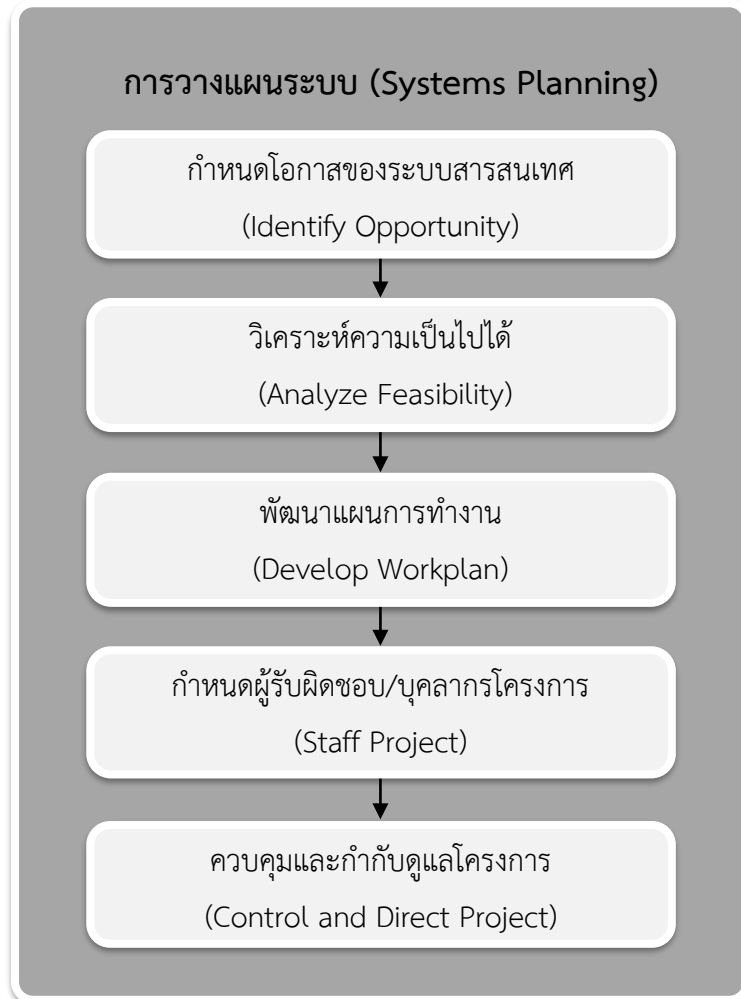 การวางแผนระบบ (Systems Planning)
กำหนดโอกาสของระบบสารสนเทศ
(Identify Opportunity)
วิเคราะห์ความเป็นไปได้
(Analyze Feasibility)
พัฒนาแผนการทำงาน
(Develop Workplan)
กำหนดผู้รับผิดชอบ/บุคลากรโครงการ
(Staff Project)
ควบคุมและกำกับดูแลโครงการ
(Control and Direct Project)